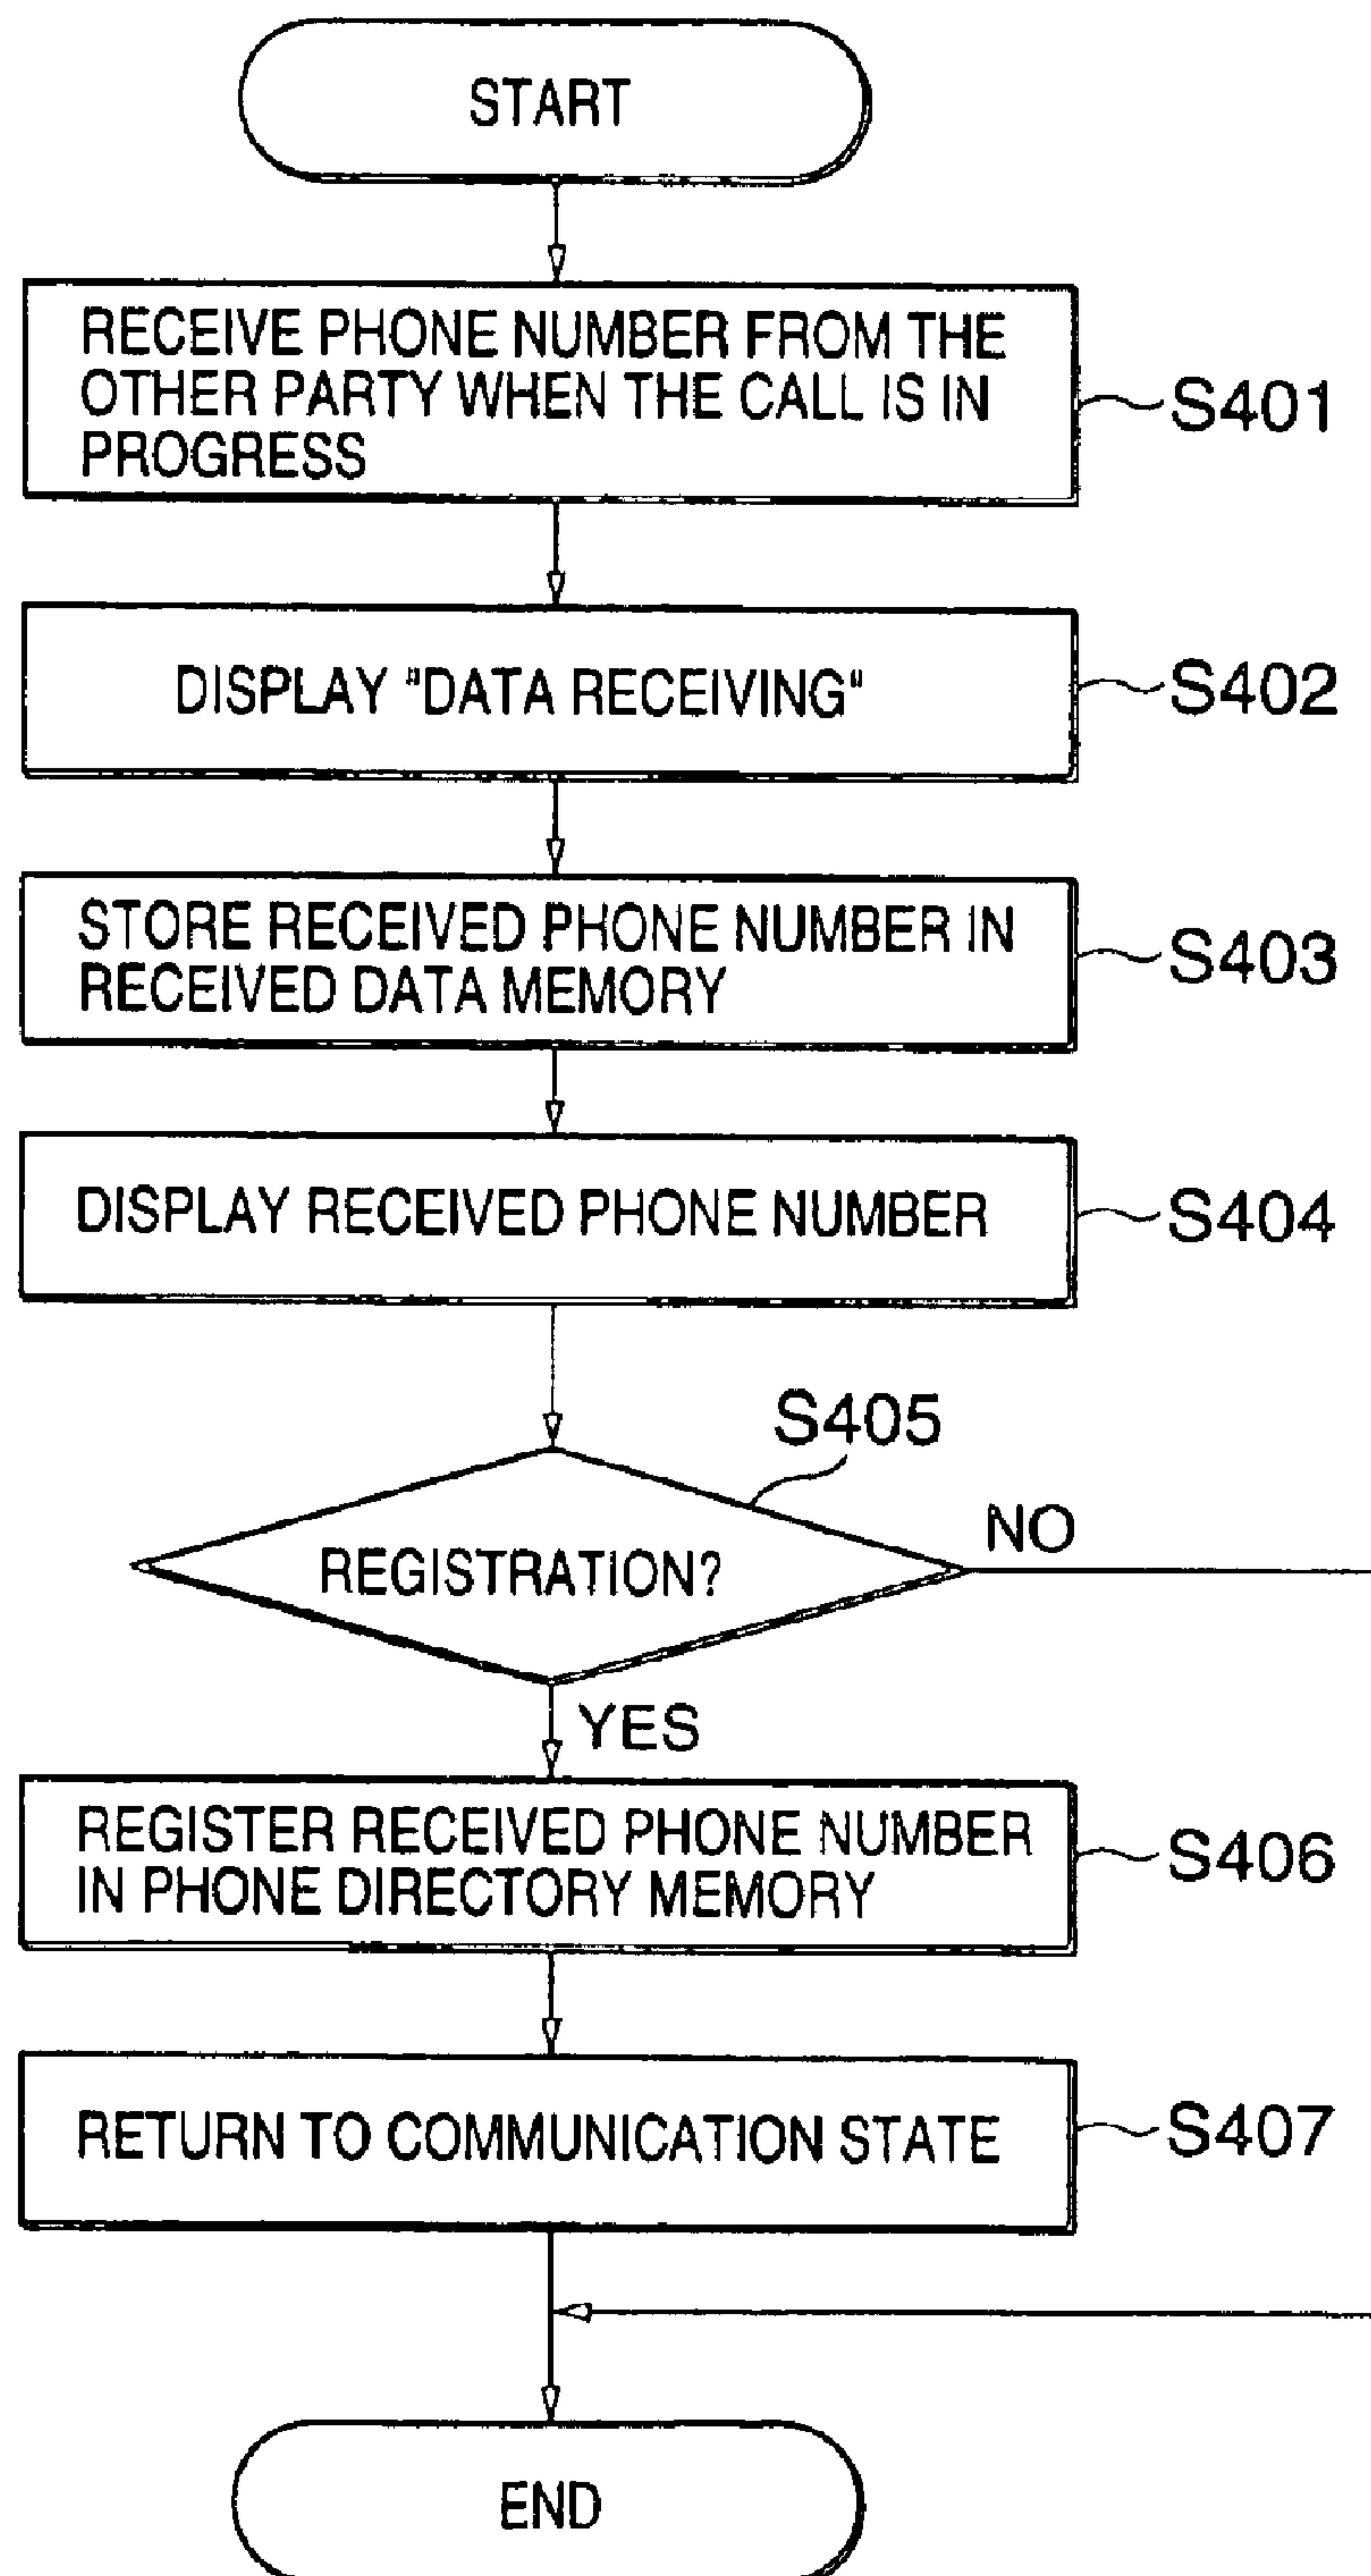 START
RECEIVE PHONE NUMBER FROM THE
OTHER PARTY WHEN THE CALL IS IN
PROGRESS
S401
DISPLAY "DATA RECEIVING"
S402
STORE RECEIVED PHONE NUMBER IN
RECEIVED DATA MEMORY
S403
DISPLAY RECEIVED PHONE NUMBER
S404
S405
REGISTRATION?
NO
YES
REGISTER RECEIVED PHONE NUMBER
IN PHONE DIRECTORY MEMORY
S406
RETURN TO COMMUNICATION STATE
S407
END